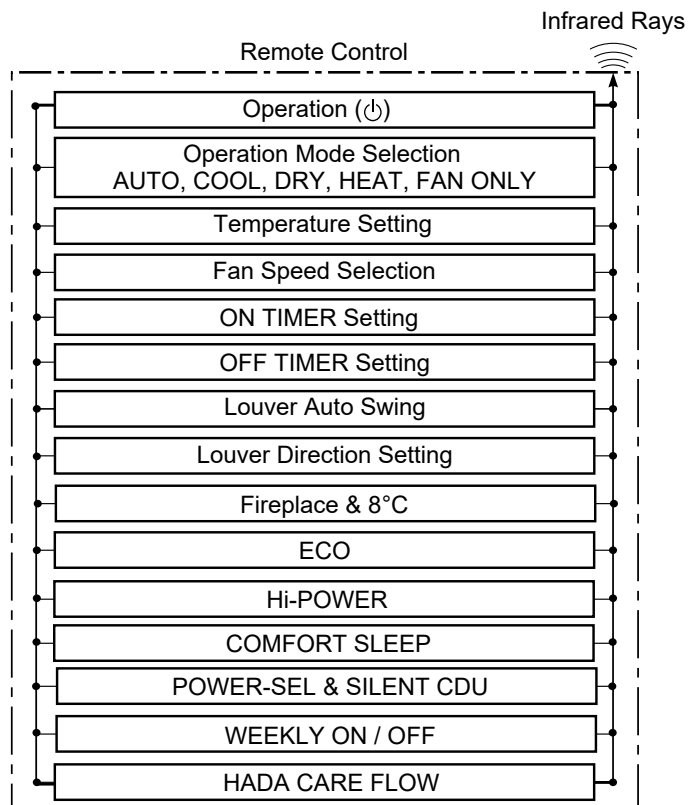 Infrared Rays
Remote Control
Operation (⏻)
Operation Mode Selection
AUTO, COOL, DRY, HEAT, FAN ONLY
Temperature Setting
Fan Speed Selection
ON TIMER Setting
OFF TIMER Setting
Louver Auto Swing
Louver Direction Setting
Fireplace & 8°C
ECO
Hi-POWER
COMFORT SLEEP
POWER-SEL & SILENT CDU
WEEKLY ON / OFF
HADA CARE FLOW